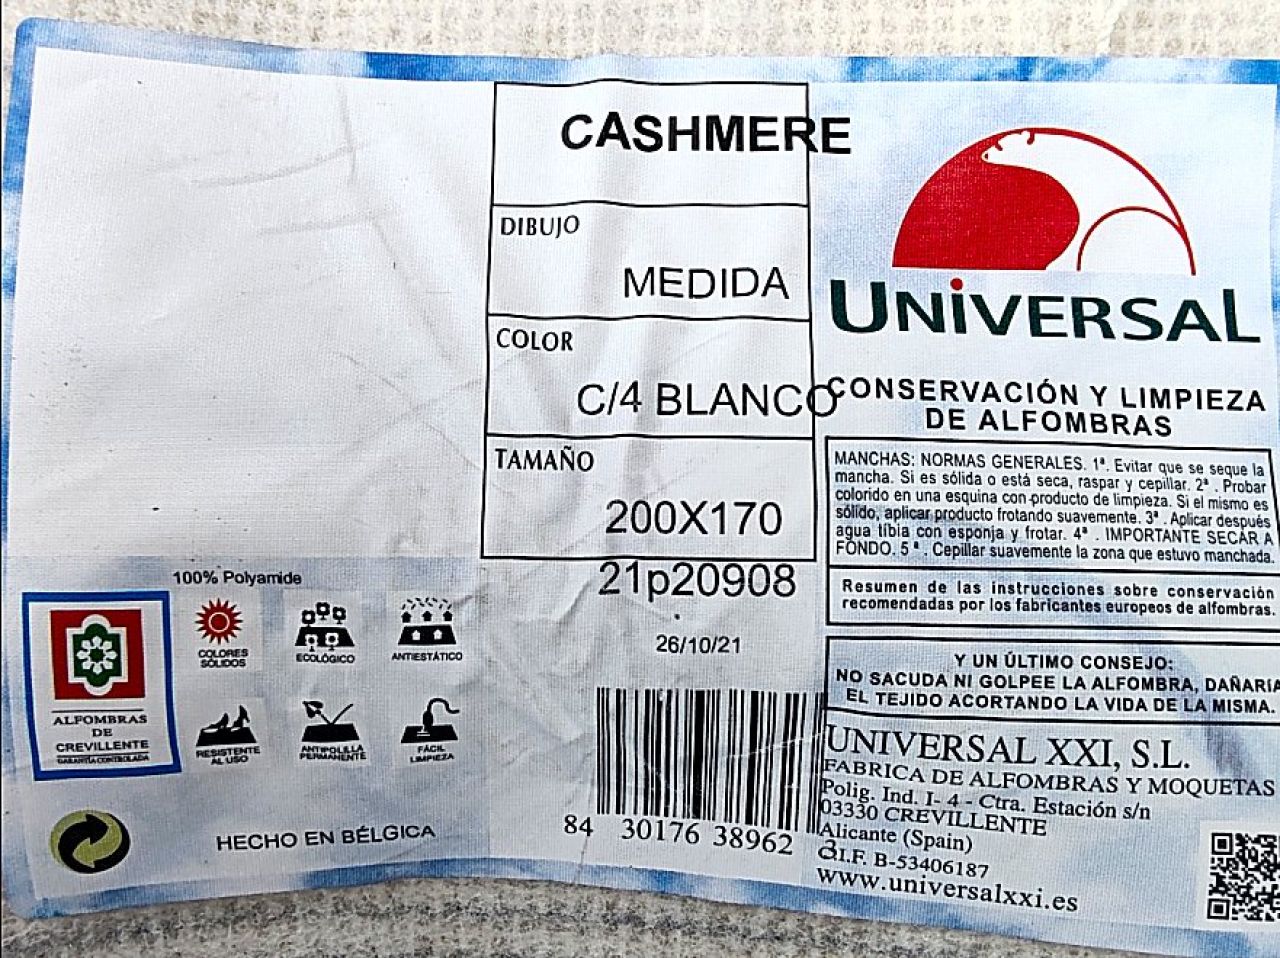 CASHMERE
DIBUJO
MEDIDA
COLOR
C/4 BLANCO
TAMAÑO
200X170
21p20908
26/10/21
84 30176 38962 3
100% Polyamide
COLORES
SÓLIDOS
ECOLÓGICO
ANTIESTÁTICO
RESISTENTE
AL USO
ANTIPOLILLA
PERMANENTE
FÁCIL
LIMPIEZA
ALFOMBRAS
DE
CREVILLENTE
GARANTÍA CONTROLADA
HECHO EN BÉLGICA
UNiVERSAL
CONSERVACIÓN Y LIMPIEZA
DE ALFOMBRAS
MANCHAS: NORMAS GENERALES. 1ª. Evitar que se seque la
mancha. Si es sólida o está seca, raspar y cepillar. 2ª . Probar
colorido en una esquina con producto de limpieza. Si el mismo es
sólido, aplicar producto frotando suavemente. 3ª . Aplicar después
agua tíbia con esponja y frotar. 4ª . IMPORTANTE SECAR A
FONDO. 5ª . Cepillar suavemente la zona que estuvo manchada.
Resumen de las instrucciones sobre conservación
recomendadas por los fabricantes europeos de alfombras.
Y UN ÚLTIMO CONSEJO:
NO SACUDA NI GOLPEE LA ALFOMBRA, DAÑARIA
EL TEJIDO ACORTANDO LA VIDA DE LA MISMA.
UNIVERSAL XXI, S.L.
FABRICA DE ALFOMBRAS Y MOQUETAS
Polig. Ind. I- 4 - Ctra. Estación s/n
03330 CREVILLENTE
Alicante (Spain)
C.I.F. B-53406187
www.universalxxi.es